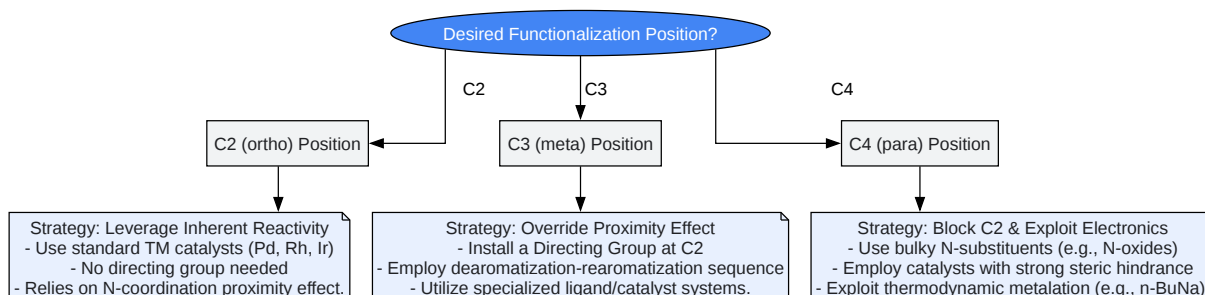 Desired Functionalization Position?
C2
C3
C4
C2 (ortho) Position
C3 (meta) Position
C4 (para) Position
Strategy: Leverage Inherent Reactivity
- Use standard TM catalysts (Pd, Rh, Ir)
- No directing group needed
- Relies on N-coordination proximity effect.
Strategy: Override Proximity Effect
- Install a Directing Group at C2
- Employ dearomatization-rearomatization sequence
- Utilize specialized ligand/catalyst systems.
Strategy: Block C2 & Exploit Electronics
- Use bulky N-substituents (e.g., N-oxides)
- Employ catalysts with strong steric hindrance
- Exploit thermodynamic metalation (e.g., n-BuNa)